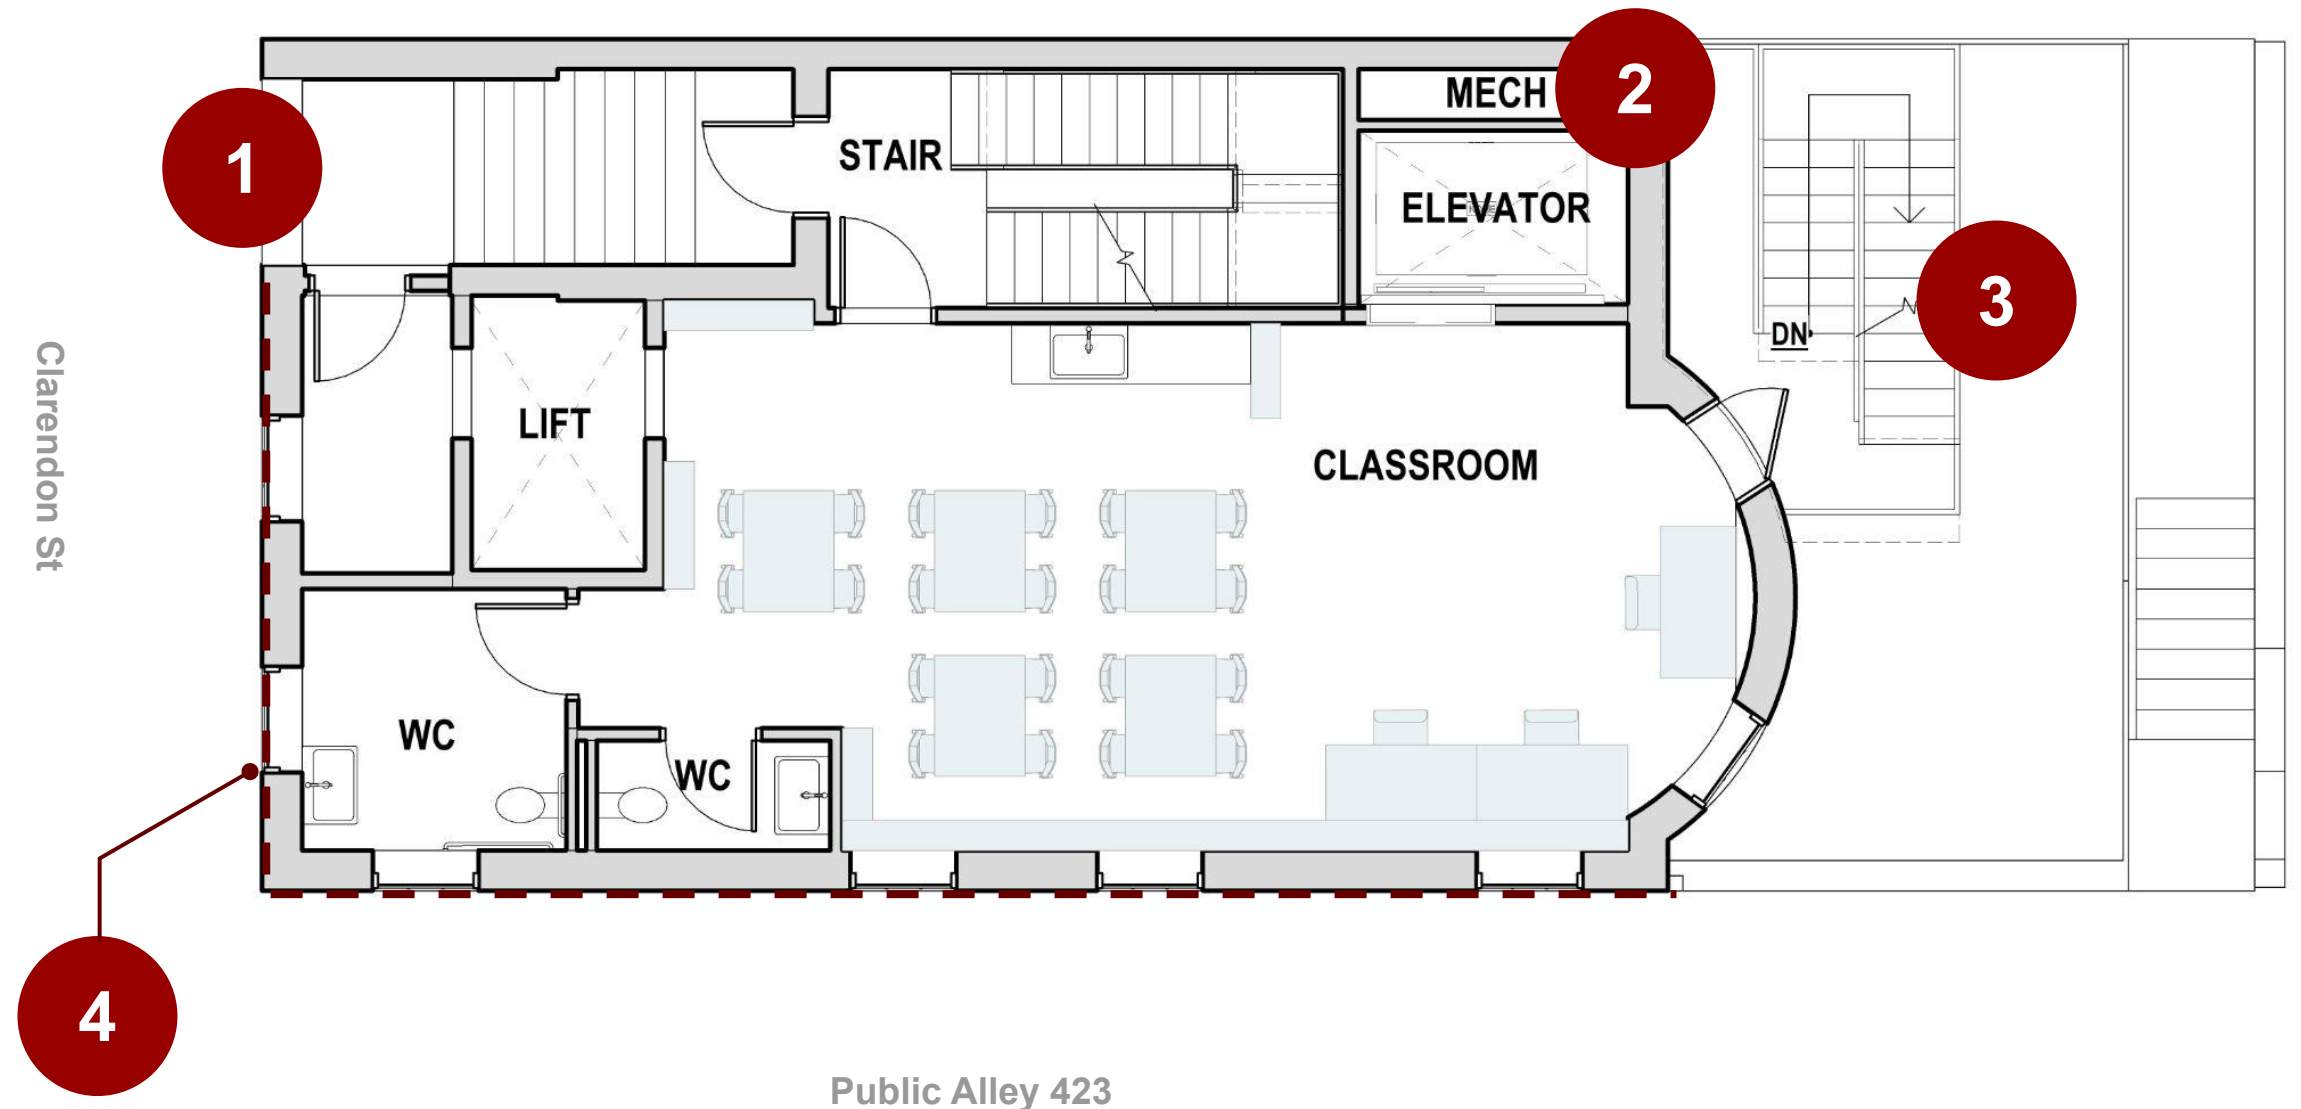 1
2
MECH
STAIR
ELEVATOR
3
DN
Clarendon St
LIFT
CLASSROOM
WC
WC
4
Public Alley 423